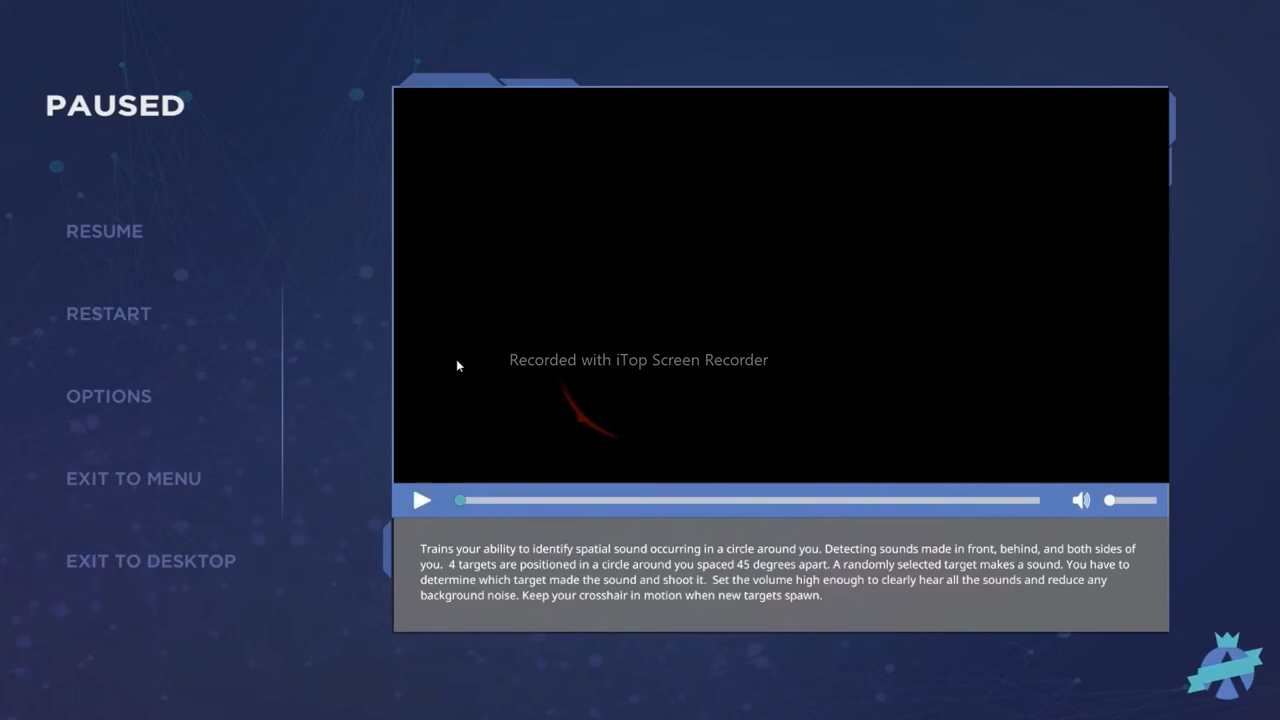 PAUSED
RESUME
RESTART
OPTIONS
EXIT TO MENU
EXIT TO DESKTOP
Recorded with iTop Screen Recorder
Trains your ability to identify spatial sound occurring in a circle around you. Detecting sounds made in front, behind, and both sides of
you.  4 targets are positioned in a circle around you spaced 45 degrees apart. A randomly selected target makes a sound. You have to
determine which target made the sound and shoot it.  Set the volume high enough to clearly hear all the sounds and reduce any
background noise. Keep your crosshair in motion when new targets spawn.